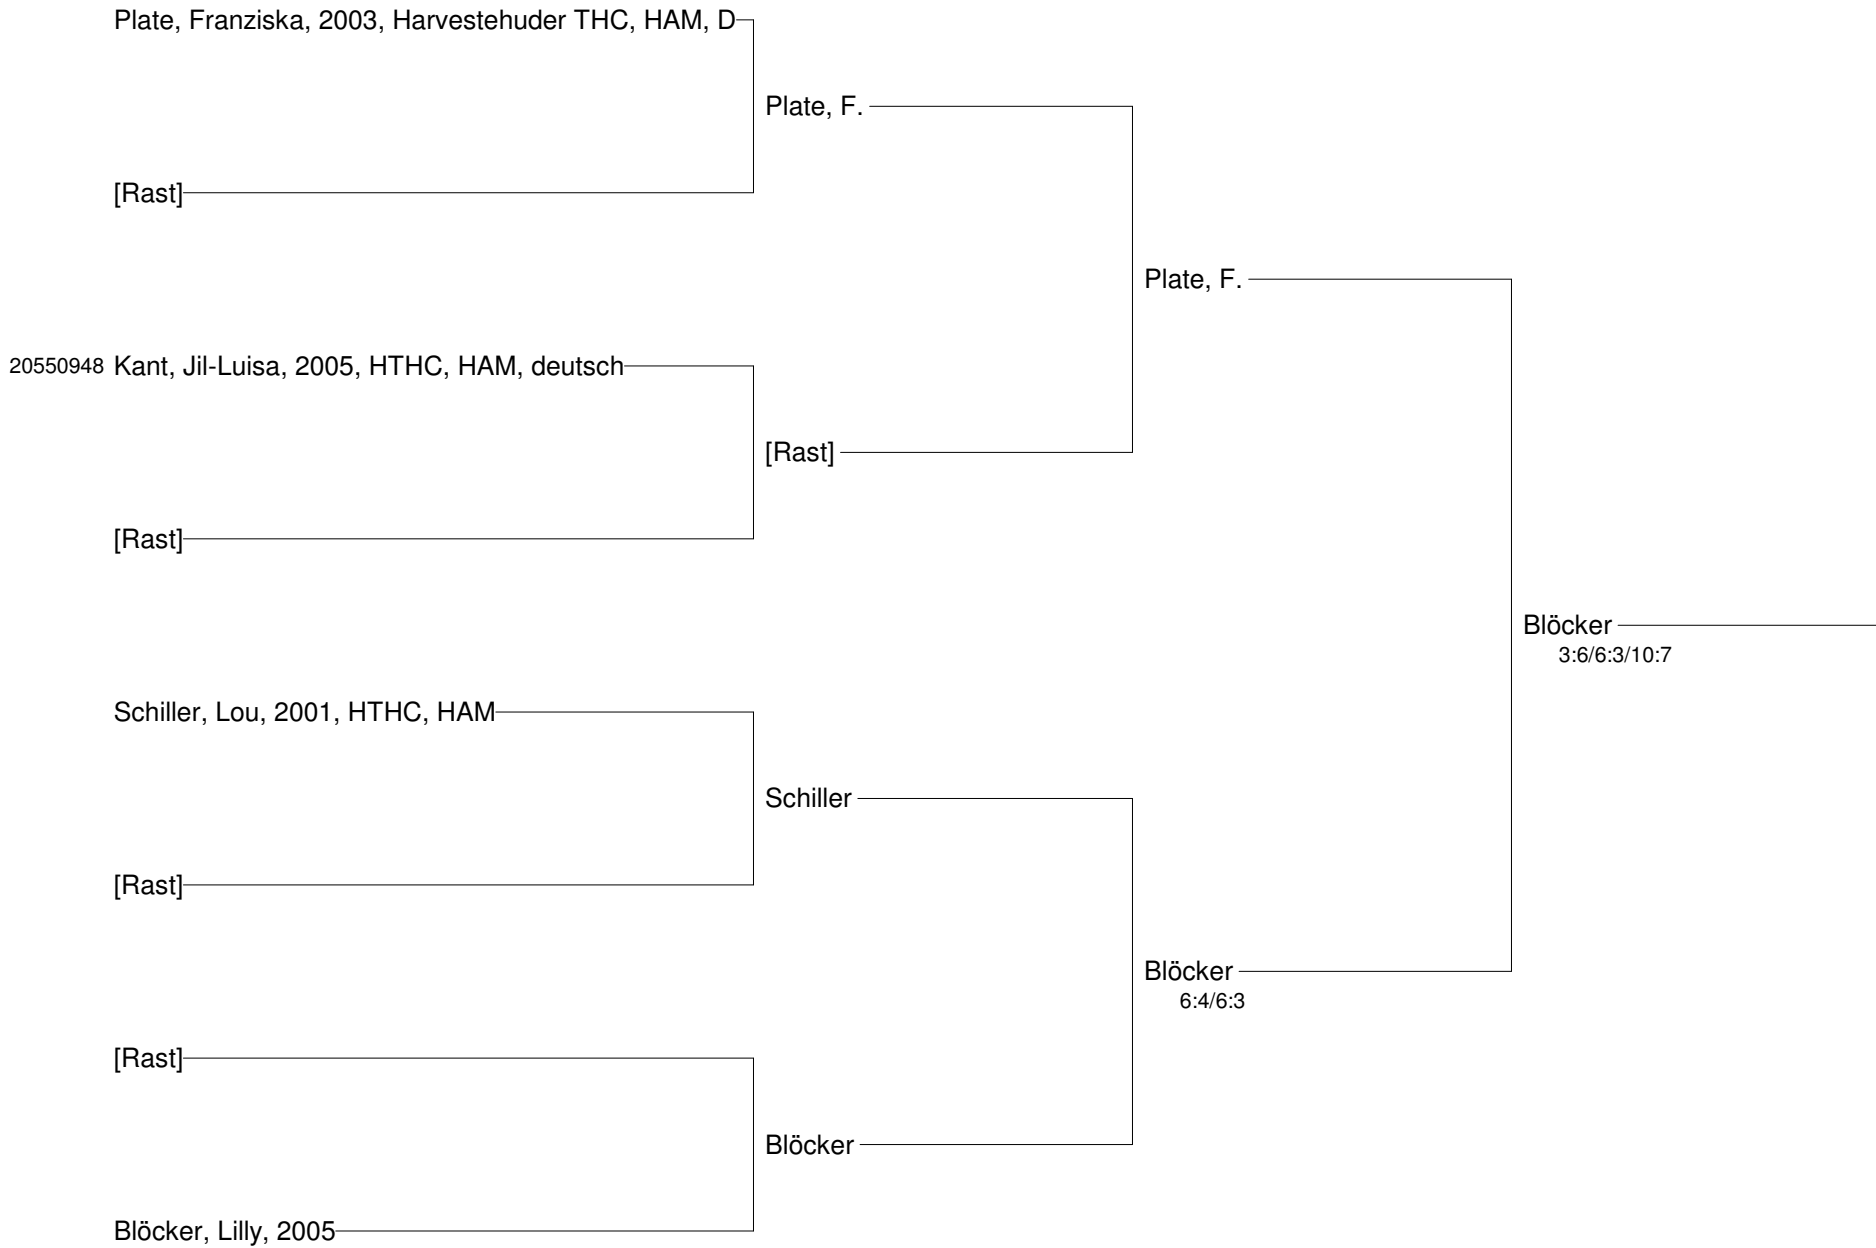 Plate, Franziska, 2003, Harvestehuder THC, HAM, D
Plate, F.
[Rast]
Plate, F.
20550948 Kant, Jil-Luisa, 2005, HTHC, HAM, deutsch
[Rast]
[Rast]
Blöcker
3:6/6:3/10:7
Schiller, Lou, 2001, HTHC, HAM
Schiller
[Rast]
Blöcker
6:4/6:3
[Rast]
Blöcker
Blöcker, Lilly, 2005